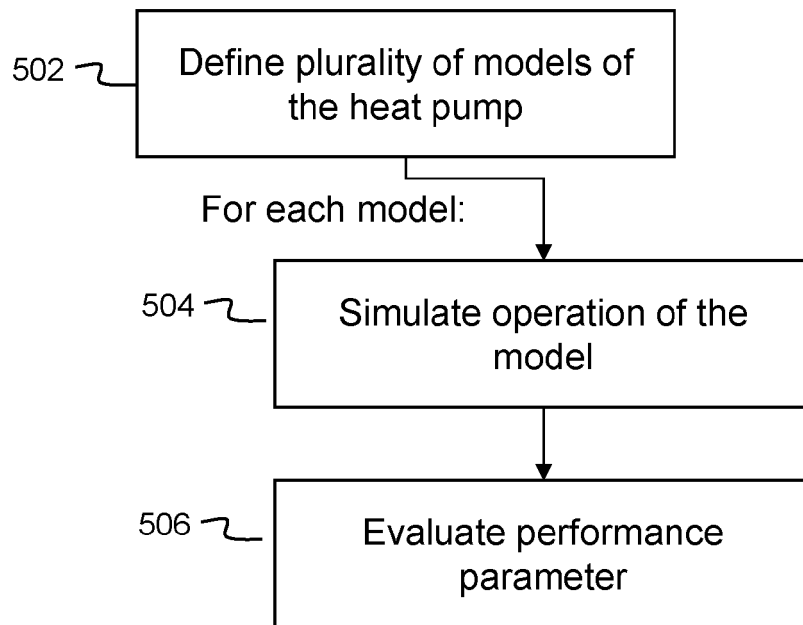 502
Define plurality of models of
the heat pump
For each model:
504
Simulate operation of the
model
506
Evaluate performance
parameter